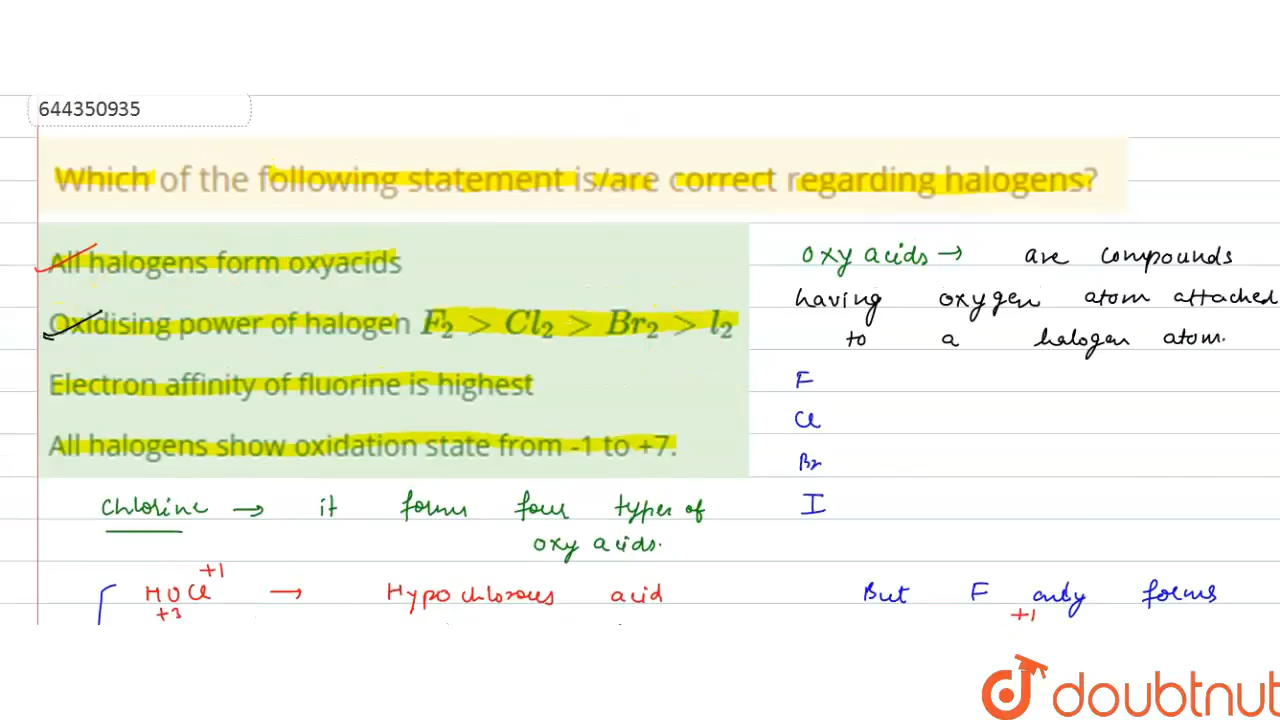 644350935
Which of the following statement is/are correct regarding halogens?
All halogens form oxyacids
Oxidising power of halogen F₂ > Cl₂ > Br₂ > l₂
Electron affinity of fluorine is highest
All halogens show oxidation state from -1 to +7.
oxy acids → are compounds
having oxygen atom attached
to a halogen atom.
F
Cl
Br
I
Chlorine → it forms four types of
oxy acids.
+1
HOCl → Hypochlorous acid
+3
But F only forms
+1
doubtnut